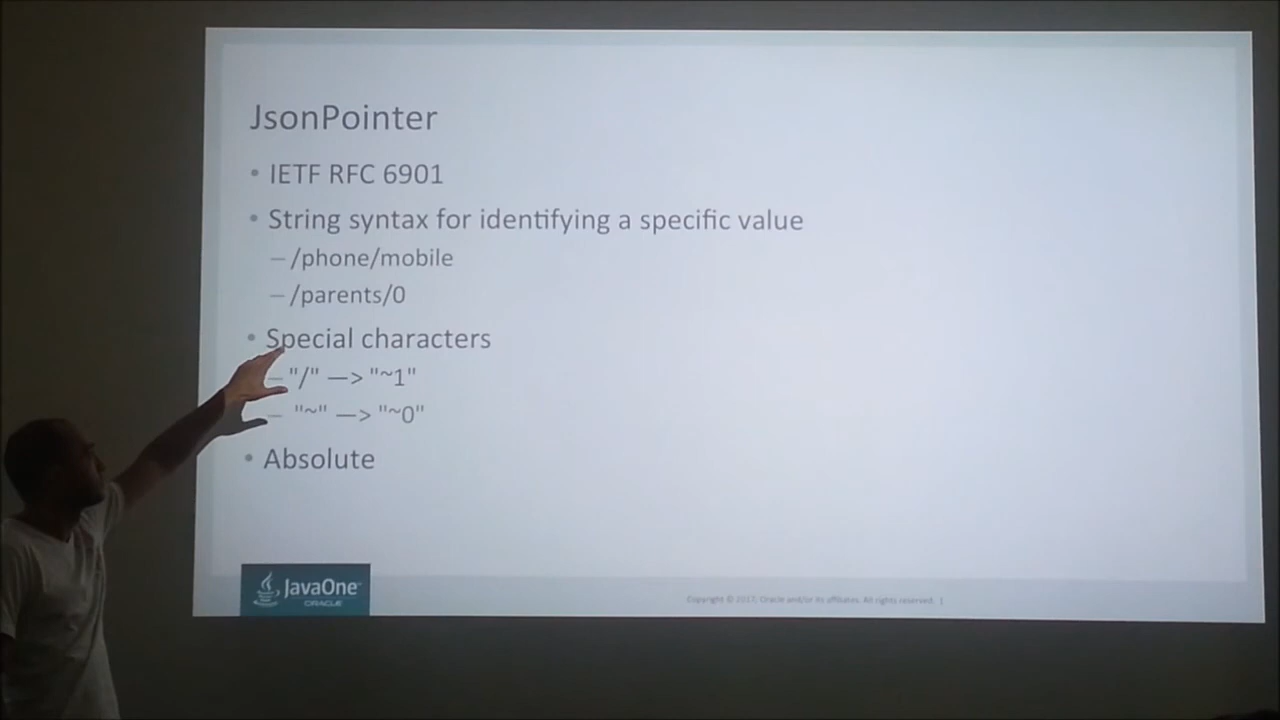 JsonPointer
• IETF RFC 6901
• String syntax for identifying a specific value
– /phone/mobile
– /parents/0
• Special characters
– "/" —> "~1"
– "~" —> "~0"
• Absolute
JavaOne™
ORACLE
Copyright © 2017, Oracle and/or its affiliates. All rights reserved. |